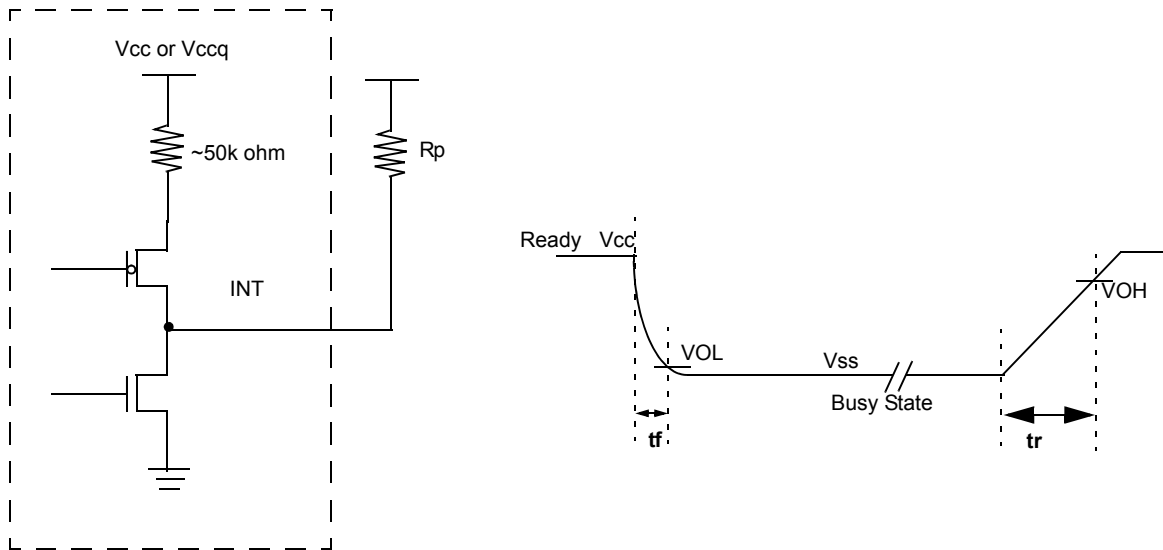 Vcc or Vccq
~50k ohm
Rp
INT
Ready Vcc
VOL
Vss
Busy State
VOH
tf
tr